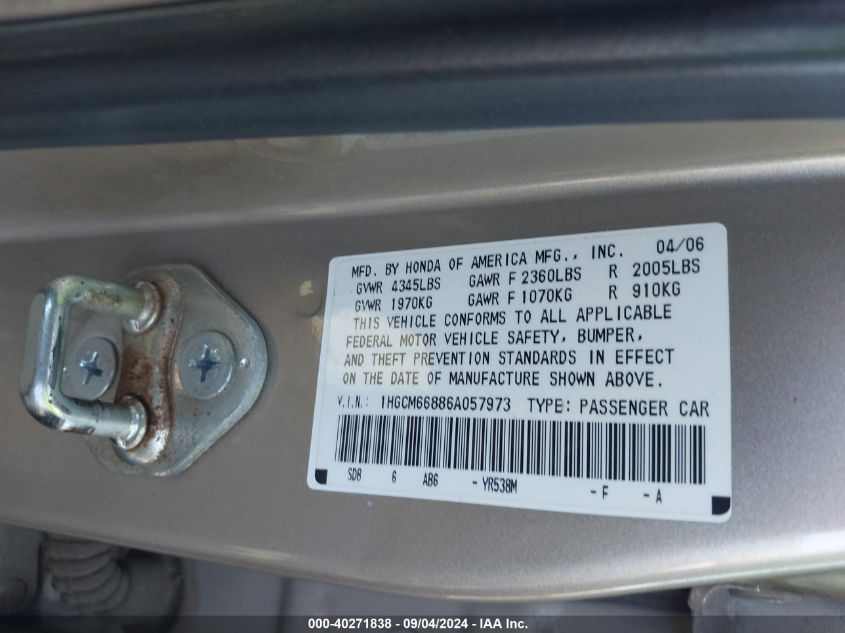 MFD. BY HONDA OF AMERICA MFG., INC. 04/06
GVWR 4345LBS GAWR F 2360LBS R 2005LBS
GVWR 1970KG GAWR F 1070KG R 910KG
THIS VEHICLE CONFORMS TO ALL APPLICABLE
FEDERAL MOTOR VEHICLE SAFETY, BUMPER,
AND THEFT PREVENTION STANDARDS IN EFFECT
ON THE DATE OF MANUFACTURE SHOWN ABOVE.
V.I.N.: 1HGCM66886A057973 TYPE: PASSENGER CAR
SDB 6 AB6 - YR538M - F - A
000-40271838 - 09/04/2024 - IAA Inc.